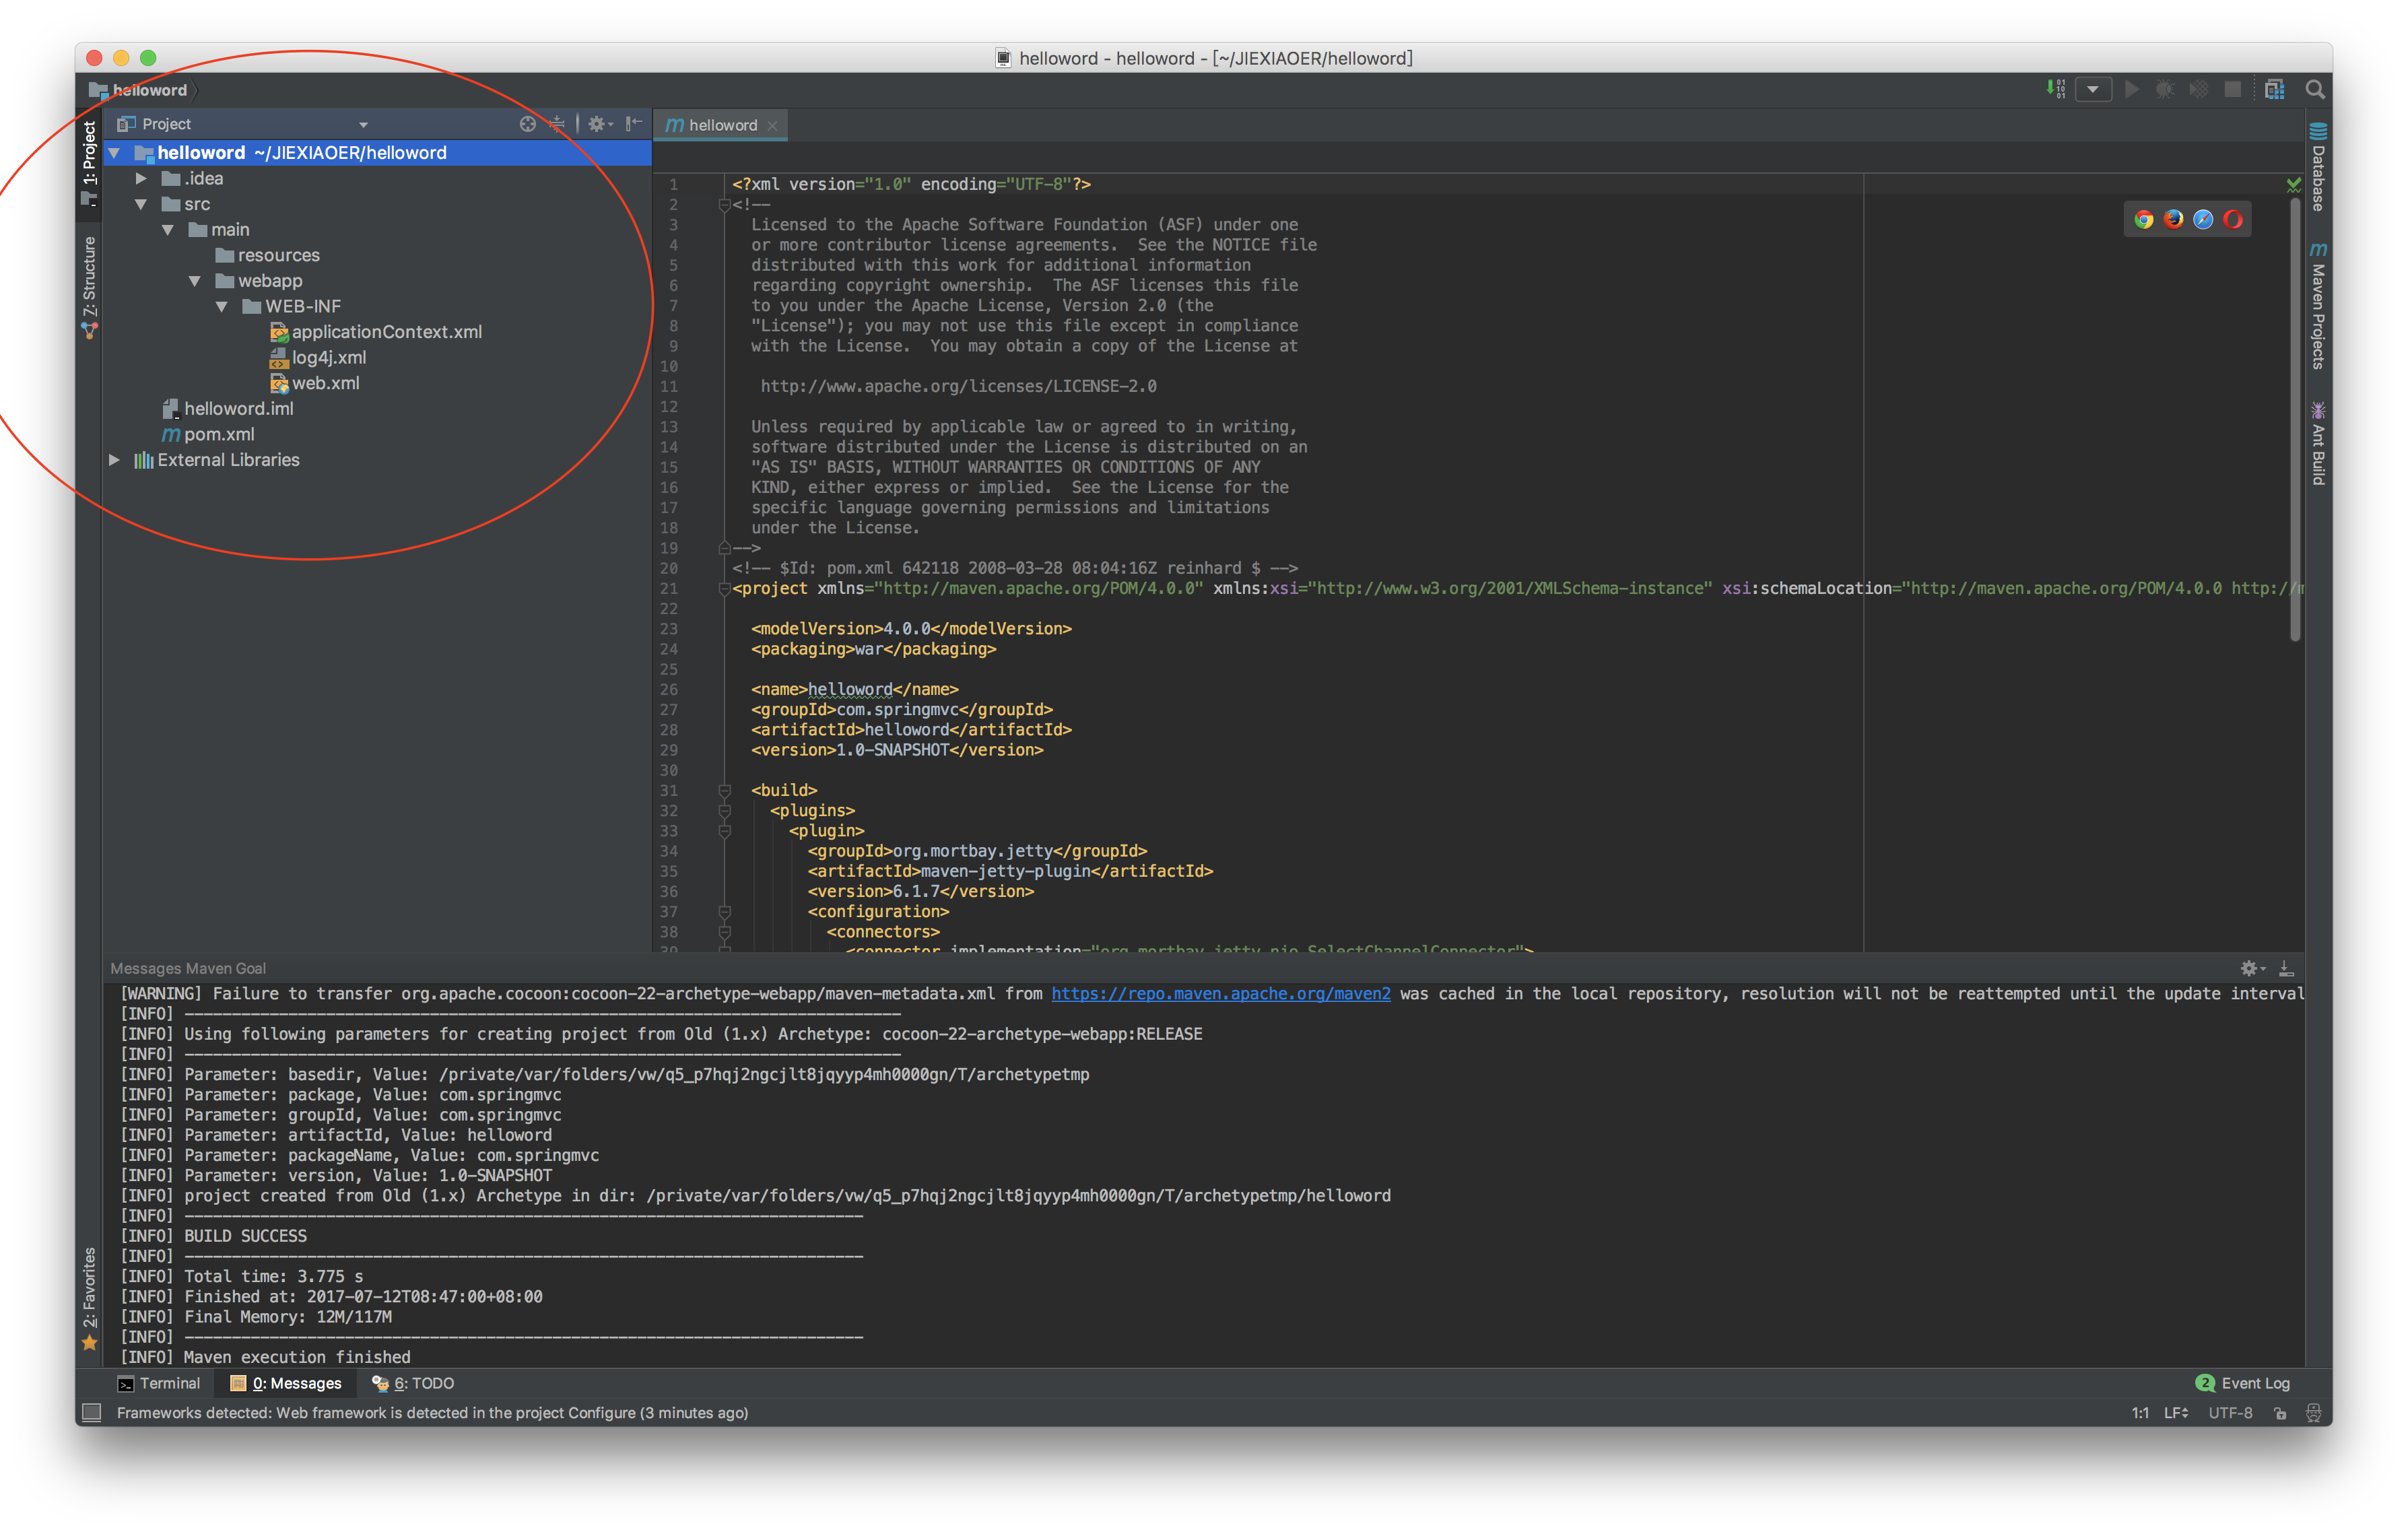 helloword - helloword - [~/JIEXIAOER/helloword]
helloword
Project
helloword
1: Project
7: Structure
2: Favorites
helloword ~/JIEXIAOER/helloword
.idea
src
main
resources
webapp
WEB-INF
applicationContext.xml
log4j.xml
web.xml
helloword.iml
pom.xml
External Libraries
1 <?xml version="1.0" encoding="UTF-8"?>
2 <!--
3 Licensed to the Apache Software Foundation (ASF) under one
4 or more contributor license agreements.  See the NOTICE file
5 distributed with this work for additional information
6 regarding copyright ownership.  The ASF licenses this file
7 to you under the Apache License, Version 2.0 (the
8 "License"); you may not use this file except in compliance
9 with the License.  You may obtain a copy of the License at
10
11 http://www.apache.org/licenses/LICENSE-2.0
12
13 Unless required by applicable law or agreed to in writing,
14 software distributed under the License is distributed on an
15 "AS IS" BASIS, WITHOUT WARRANTIES OR CONDITIONS OF ANY
16 KIND, either express or implied.  See the License for the
17 specific language governing permissions and limitations
18 under the License.
19 -->
20 <!-- $Id: pom.xml 642118 2008-03-28 08:04:16Z reinhard $ -->
21 <project xmlns="http://maven.apache.org/POM/4.0.0" xmlns:xsi="http://www.w3.org/2001/XMLSchema-instance" xsi:schemaLocation="http://maven.apache.org/POM/4.0.0 http://m
22
23 <modelVersion>4.0.0</modelVersion>
24 <packaging>war</packaging>
25
26 <name>helloword</name>
27 <groupId>com.springmvc</groupId>
28 <artifactId>helloword</artifactId>
29 <version>1.0-SNAPSHOT</version>
30
31 <build>
32 <plugins>
33 <plugin>
34 <groupId>org.mortbay.jetty</groupId>
35 <artifactId>maven-jetty-plugin</artifactId>
36 <version>6.1.7</version>
37 <configuration>
38 <connectors>
39 <connector implementation="org.mortbay.jetty.nio.SelectChannelConnector">
Database
Maven Projects
Ant Build
Messages Maven Goal
[WARNING] Failure to transfer org.apache.cocoon:cocoon-22-archetype-webapp/maven-metadata.xml from https://repo.maven.apache.org/maven2 was cached in the local repository, resolution will not be reattempted until the update interval
[INFO] ----------------------------------------------------------------------------
[INFO] Using following parameters for creating project from Old (1.x) Archetype: cocoon-22-archetype-webapp:RELEASE
[INFO] ----------------------------------------------------------------------------
[INFO] Parameter: basedir, Value: /private/var/folders/vw/q5_p7hqj2ngcjlt8jqyyp4mh0000gn/T/archetypetmp
[INFO] Parameter: package, Value: com.springmvc
[INFO] Parameter: groupId, Value: com.springmvc
[INFO] Parameter: artifactId, Value: helloword
[INFO] Parameter: packageName, Value: com.springmvc
[INFO] Parameter: version, Value: 1.0-SNAPSHOT
[INFO] project created from Old (1.x) Archetype in dir: /private/var/folders/vw/q5_p7hqj2ngcjlt8jqyyp4mh0000gn/T/archetypetmp/helloword
[INFO] ------------------------------------------------------------------------
[INFO] BUILD SUCCESS
[INFO] ------------------------------------------------------------------------
[INFO] Total time: 3.775 s
[INFO] Finished at: 2017-07-12T08:47:00+08:00
[INFO] Final Memory: 12M/117M
[INFO] ------------------------------------------------------------------------
[INFO] Maven execution finished
Terminal 0: Messages 6: TODO 2 Event Log
Frameworks detected: Web framework is detected in the project Configure (3 minutes ago) 1:1 LF UTF-8